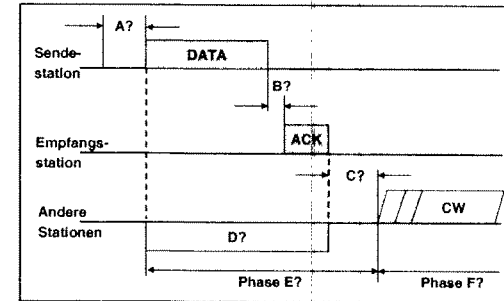 A?
Sende-
station
DATA
B?
Empfangs-
station
ACK
C?
Andere
Stationen
CW
D?
Phase E?
Phase F?